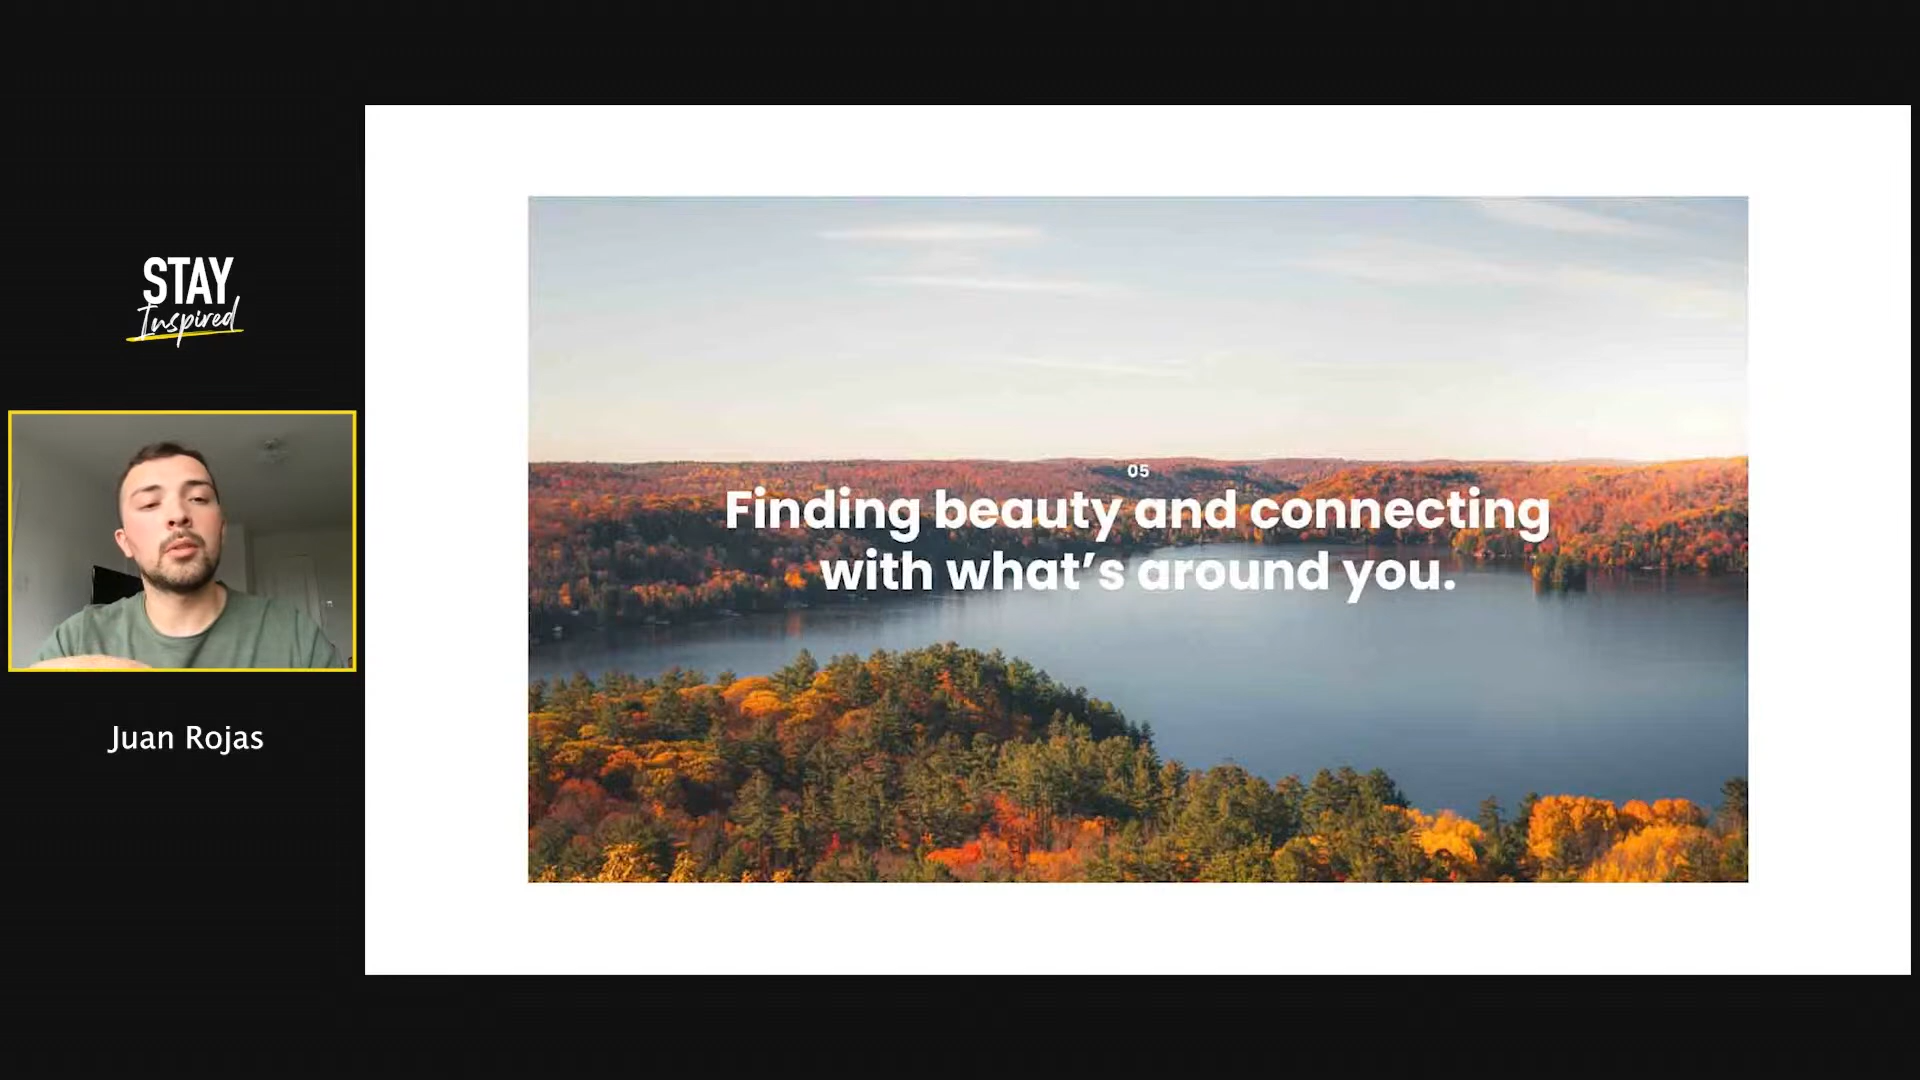 STAY
Inspired
Juan Rojas
05
Finding beauty and connecting
with what’s around you.